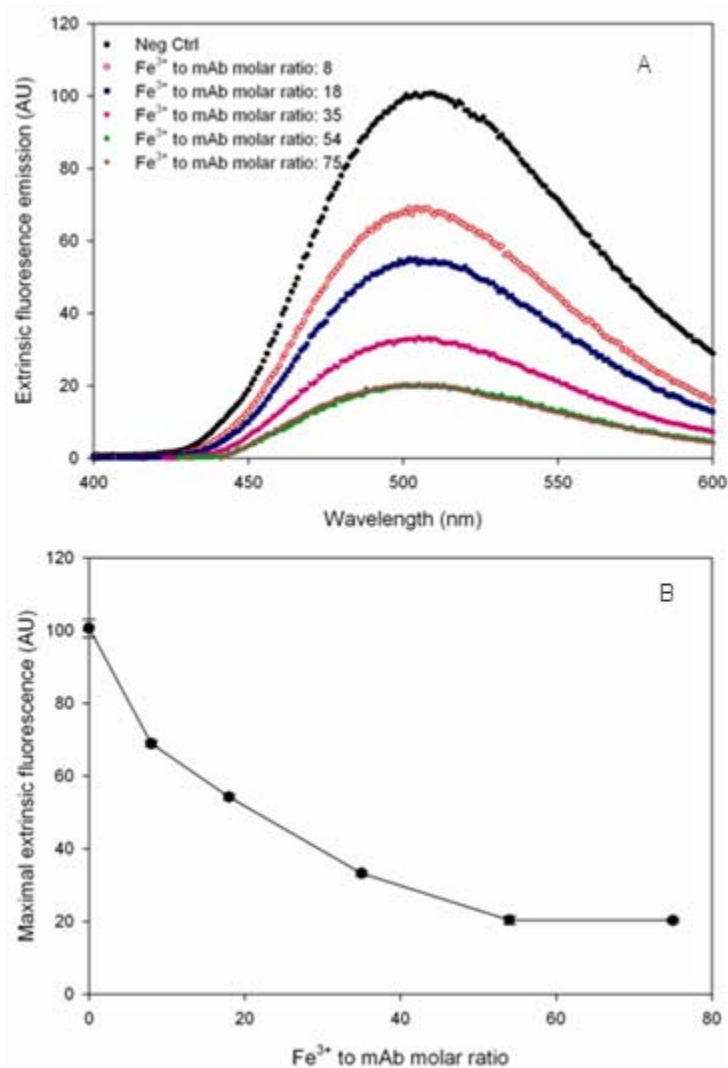 120
100
80
60
40
20
0
Extrinsic fluoresence emission (AU)
Neg Ctrl
Fe³⁺ to mAb molar ratio: 8
Fe³⁺ to mAb molar ratio: 18
Fe³⁺ to mAb molar ratio: 35
Fe³⁺ to mAb molar ratio: 54
Fe³⁺ to mAb molar ratio: 75
A
400 450 500 550 600
Wavelength (nm)
120
100
80
60
40
20
0
Maximal extrinsic fluorescence (AU)
B
0 20 40 60 80
Fe³⁺ to mAb molar ratio